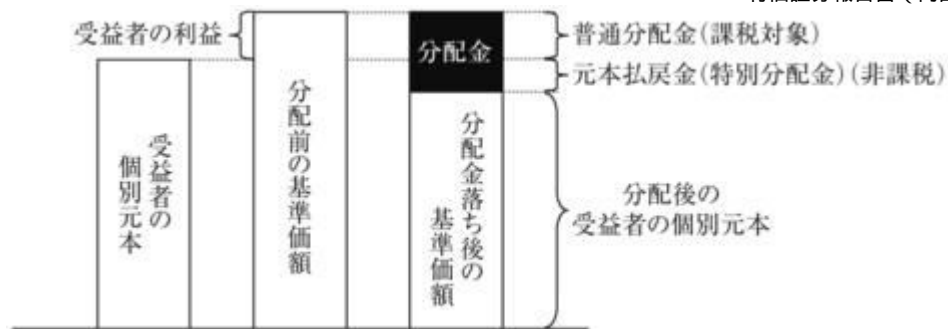 受益者の利益
分配金
普通分配金(課税対象)
元本払戻金(特別分配金)(非課税)
受益者の
個別元本
分配前の基準価額
分配金落ち後の
基準価額
分配後の
受益者の個別元本